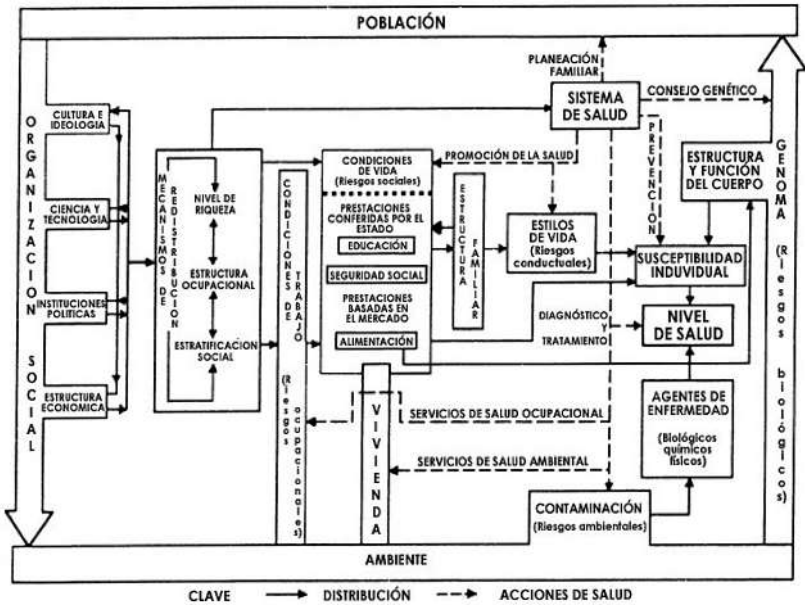 POBLACIÓN
ORGANIZACION SOCIAL
CULTURA E
IDEOLOGIA
CIENCIA Y
TECNOLOGIA
INSTITUCIONES
POLITICAS
ESTRUCTURA
ECONOMICA
MECANISMOS DE
REDISTRIBUCION
NIVEL DE
RIQUEZA
ESTRUCTURA
OCUPACIONAL
ESTRATIFICACION
SOCIAL
CONDICIONES DE TRABAJO
(Riesgos ocupacionales)
CONDICIONES
DE VIDA
(Riesgos sociales)
PRESTACIONES
CONFERIDAS POR EL
ESTADO
EDUCACIÓN
SEGURIDAD SOCIAL
PRESTACIONES
BASADAS EN
EL MERCADO
ALIMENTACIÓN
VIVIENDA
ESTRUCTURA FAMILIAR
PLANEACIÓN
FAMILIAR
SISTEMA
DE SALUD
CONSEJO GENÉTICO
PROMOCIÓN DE LA SALUD
PREVENCION
ESTILOS
DE VIDA
(Riesgos
conductuales)
ESTRUCTURA
Y FUNCIÓN
DEL CUERPO
SUSCEPTIBILIDAD
INDUVIDUAL
DIAGNÓSTICO
Y
TRATAMIENTO
NIVEL
DE SALUD
AGENTES DE
ENFERMEDAD
(Biológicos
químicos
físicos)
SERVICIOS DE SALUD OCUPACIONAL
SERVICIOS DE SALUD AMBIENTAL
CONTAMINACIÓN
(Riesgos ambientales)
GENOMA (Riesgos biológicos)
AMBIENTE
CLAVE DISTRIBUCIÓN ACCIONES DE SALUD